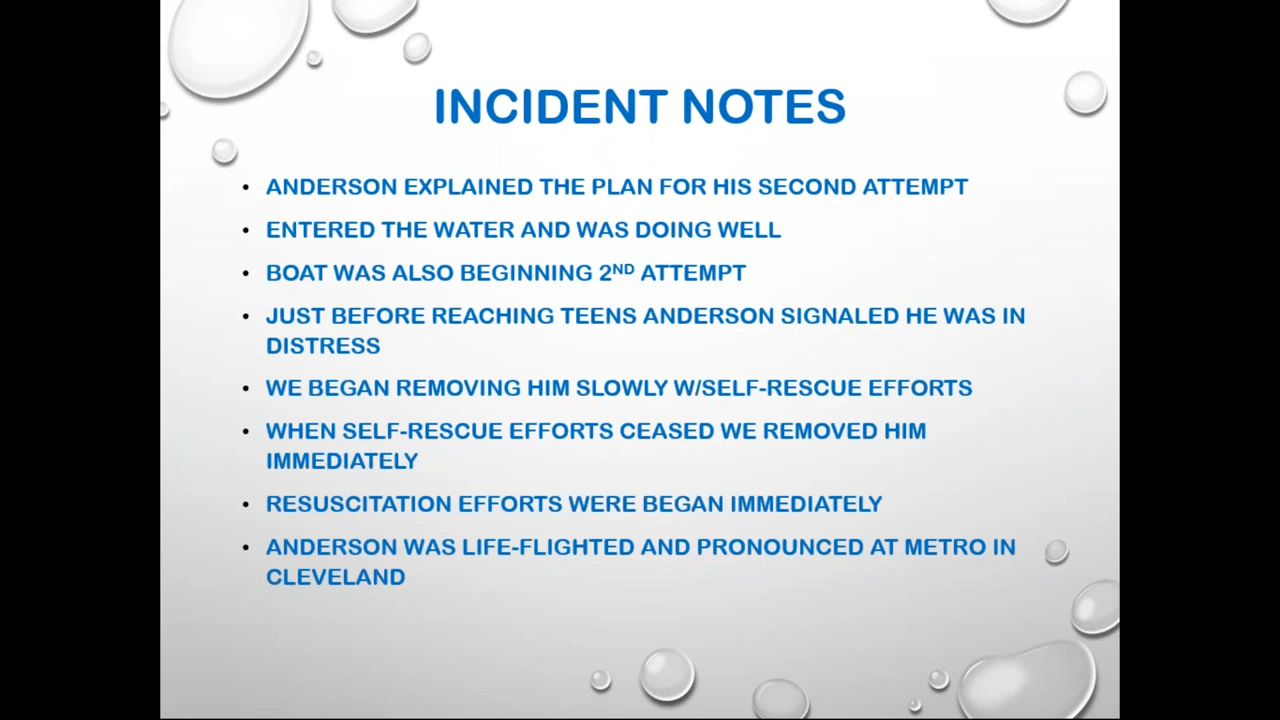 INCIDENT NOTES
• ANDERSON EXPLAINED THE PLAN FOR HIS SECOND ATTEMPT
• ENTERED THE WATER AND WAS DOING WELL
• BOAT WAS ALSO BEGINNING 2ND ATTEMPT
• JUST BEFORE REACHING TEENS ANDERSON SIGNALED HE WAS IN
DISTRESS
• WE BEGAN REMOVING HIM SLOWLY W/SELF-RESCUE EFFORTS
• WHEN SELF-RESCUE EFFORTS CEASED WE REMOVED HIM
IMMEDIATELY
• RESUSCITATION EFFORTS WERE BEGAN IMMEDIATELY
• ANDERSON WAS LIFE-FLIGHTED AND PRONOUNCED AT METRO IN
CLEVELAND